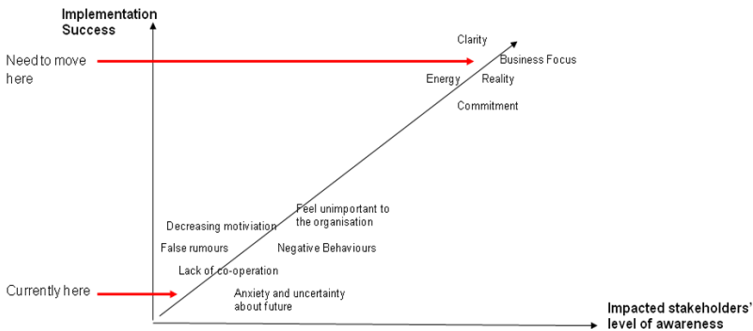 Implementation
Success
Clarity
Need to move
here
Business Focus
Energy
Reality
Commitment
Feel unimportant to
the organisation
Decreasing motiviation
False rumours
Negative Behaviours
Lack of co-operation
Currently here
Anxiety and uncertainty
about future
Impacted stakeholders'
level of awareness